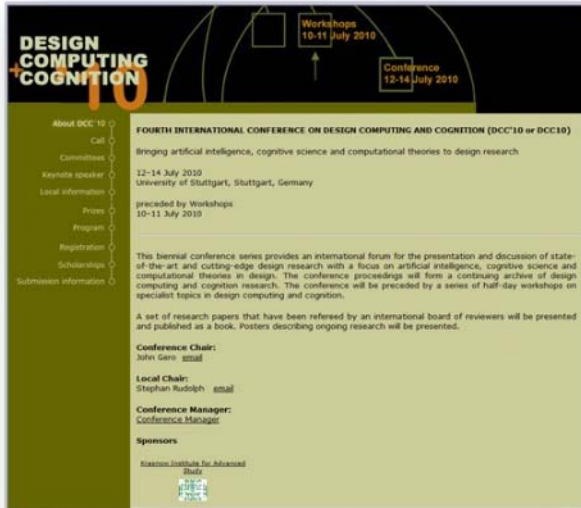 DESIGN
COMPUTING
+COGNITION
'10
Workshops
10-11 July 2010
Conference
12-14 July 2010
About DCC'10
Call
Committees
Keynote speaker
Local information
Prizes
Program
Registration
Scholarships
Submission information
FOURTH INTERNATIONAL CONFERENCE ON DESIGN COMPUTING AND COGNITION (DCC'10 or DCC10)
Bringing artificial intelligence, cognitive science and computational theories to design research
12–14 July 2010
University of Stuttgart, Stuttgart, Germany
preceded by Workshops
10–11 July 2010
This biennial conference series provides an international forum for the presentation and discussion of state-
of-the-art and cutting-edge design research with a focus on artificial intelligence, cognitive science and
computational theories in design. The conference proceedings will form a continuing archive of design
computing and cognition research. The conference will be preceded by a series of half-day workshops on
specialist topics in design computing and cognition.
A set of research papers that have been refereed by an international board of reviewers will be presented
and published as a book. Posters describing ongoing research will be presented.
Conference Chair:
John Gero email
Local Chair:
Stephan Rudolph email
Conference Manager:
Conference Manager
Sponsors
Krasnow Institute for Advanced
Study